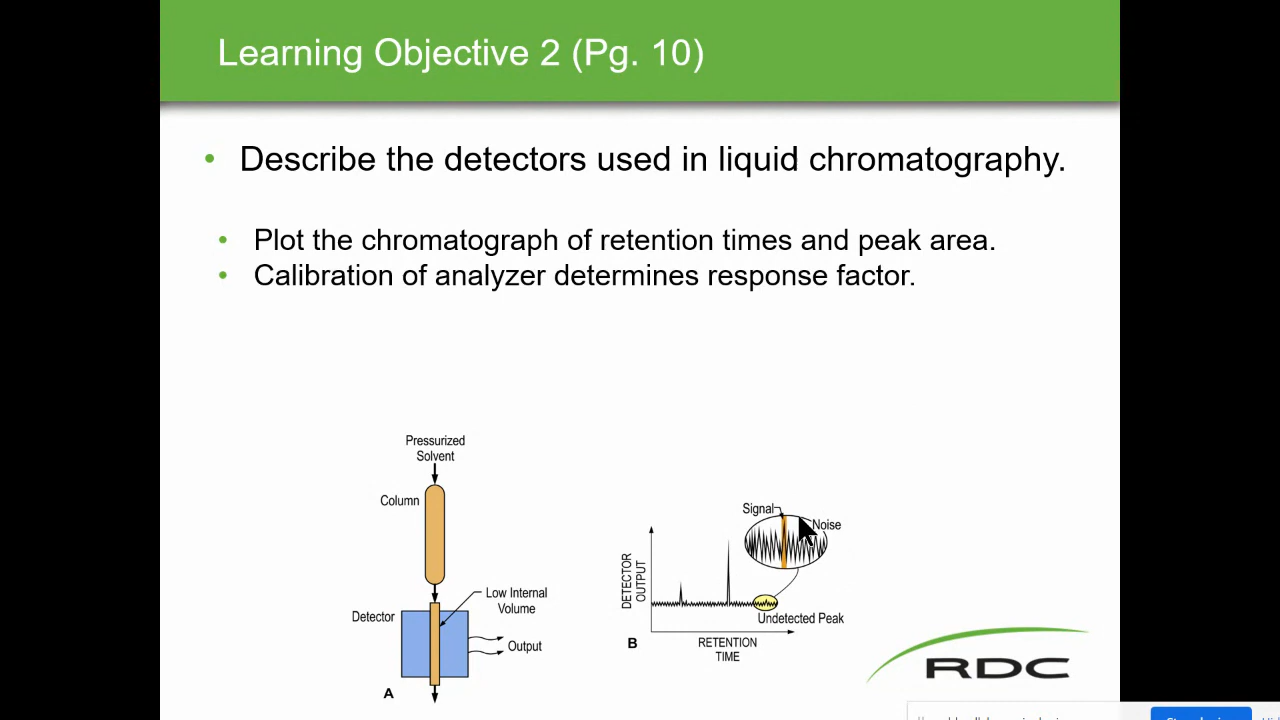 Learning Objective 2 (Pg. 10)
• Describe the detectors used in liquid chromatography.
• Plot the chromatograph of retention times and peak area.
• Calibration of analyzer determines response factor.
Pressurized
Solvent
Column
Low Internal
Volume
Detector
Output
A
Signal
Noise
DETECTOR
OUTPUT
Undetected Peak
B
RETENTION
TIME
RDC